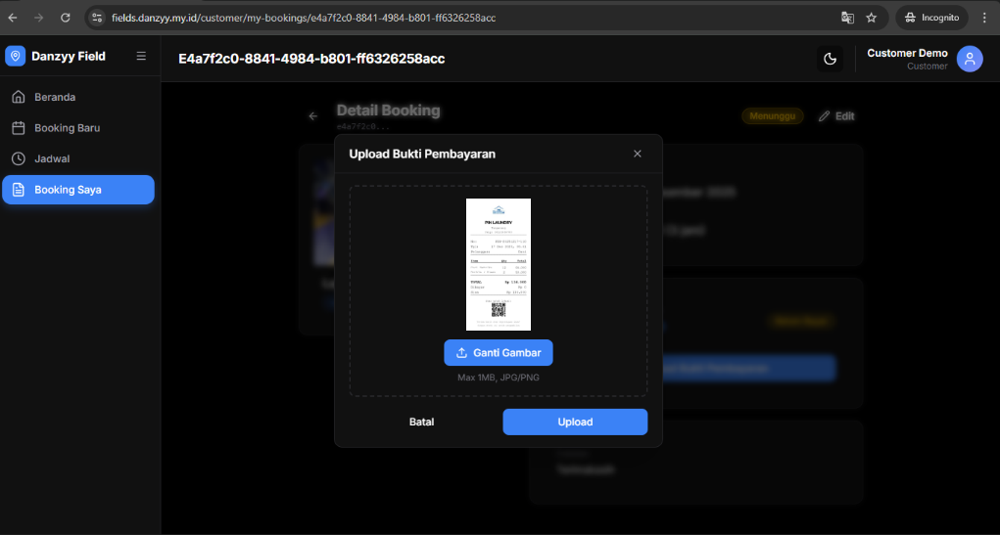 fields.danzyy.my.id/customer/my-bookings/e4a7f2c0-8841-4984-b801-ff6326258acc
Incognito
Danzyy Field
E4a7f2c0-8841-4984-b801-ff6326258acc
Customer Demo
Customer
Beranda
Booking Baru
Jadwal
Booking Saya
Detail Booking
e4a7f2c0...
Menunggu
Edit
Upload Bukti Pembayaran
PIN LAUNDRY
TOTAL
Ganti Gambar
Max 1MB, JPG/PNG
Batal
Upload